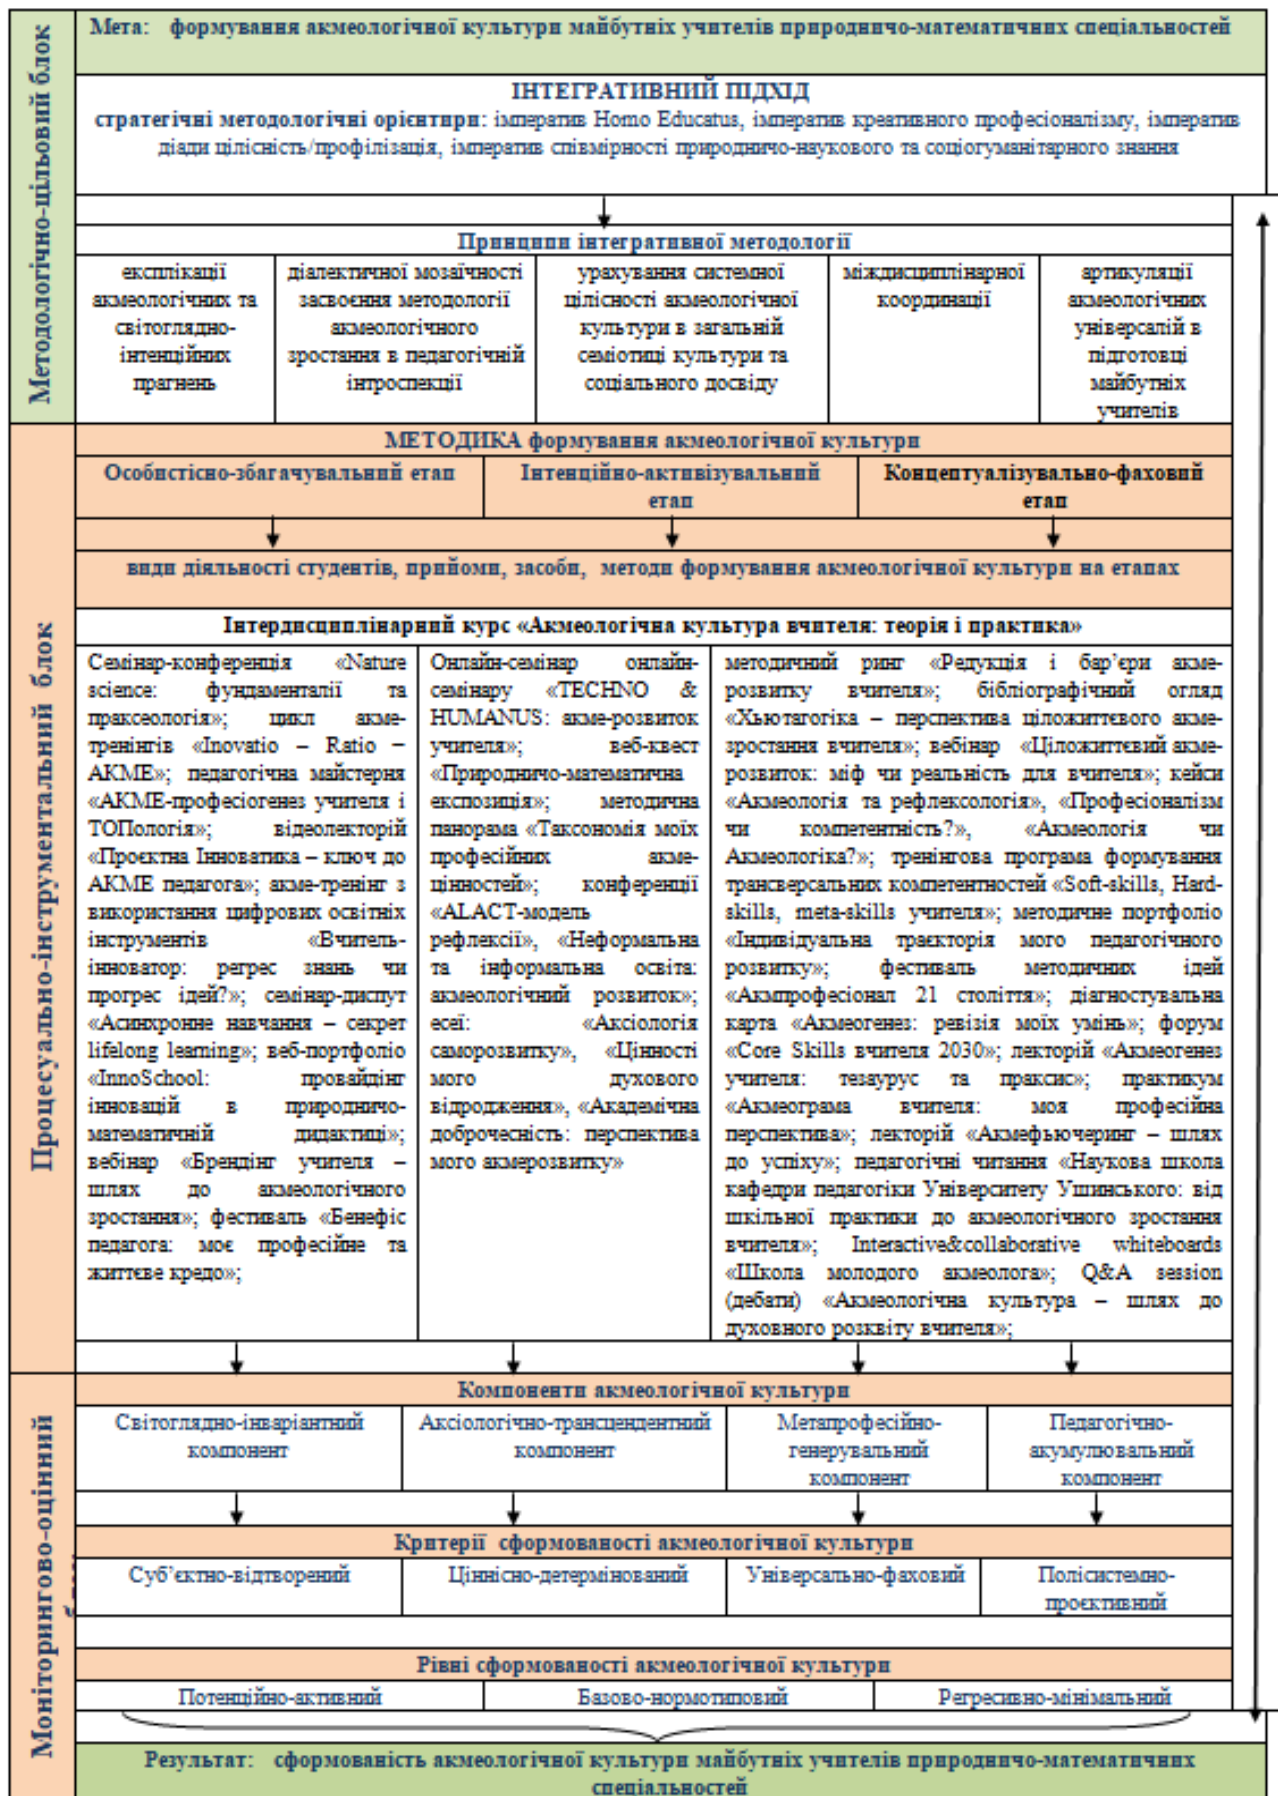 Методологічно-цільовий блок
Мета: формування акмеологічної культури майбутніх учителів природничо-математичних спеціальностей
ІНТЕГРАТИВНИЙ ПІДХІД
стратегічні методологічні орієнтири: імператив Homo Educatus, імператив креативного професіоналізму, імператив
діади цілісність/профілізація, імператив співмірності природничо-наукового та соціогуманітарного знання
Принципи інтегративної методології
експлікації
акмеологічних та
світоглядно-
інтенційних
прагнень
діалектичної мозаїчності
засвоєння методології
акмеологічного
зростання в педагогічній
інтроспекції
урахування системної
цілісності акмеологічної
культури в загальній
семіотиці культури та
соціального досвіду
міждисциплінарної
координації
артикуляції
акмеологічних
універсалій в
підготовці
майбутніх
учителів
Процесуально-інструментальний блок
МЕТОДИКА формування акмеологічної культури
Особистісно-збагачувальний етап
Інтенційно-активізувальний
етап
Концептуалізувально-фаховий
етап
види діяльності студентів, прийоми, засоби, методи формування акмеологічної культури на етапах
Інтердисциплінарний курс «Акмеологічна культура вчителя: теорія і практика»
Семінар-конференція «Nature
science: фундаменталії та
праксеологія»; цикл акме-
тренінгів «Inovatio – Ratio –
АКМЕ»; педагогічна майстерня
«АКМЕ-професіогенез учителя і
ТОПологія»; відеолекторій
«Проєктна Інноватика – ключ до
АКМЕ педагога»; акме-тренінг з
використання цифрових освітніх
інструментів «Вчитель-
інноватор: регрес знань чи
прогрес ідей?»; семінар-диспут
«Асинхронне навчання – секрет
lifelong learning»; веб-портфоліо
«InnoSchool: провайдінг
інновацій в природничо-
математичній дидактиці»;
вебінар «Брендінг учителя –
шлях до акмеологічного
зростання»; фестиваль «Бенефіс
педагога: моє професійне та
життєве кредо»;
Онлайн-семінар онлайн-
семінару «TECHNO &
HUMANUS: акме-розвиток
учителя»; веб-квест
«Природничо-математична
експозиція»; методична
панорама «Таксономія моїх
професійних акме-
цінностей»; конференції
«ALACT-модель
рефлексії», «Неформальна
та інформальна освіта:
акмеологічний розвиток»;
есеї: «Аксіологія
саморозвитку», «Цінності
мого духового
відродження», «Академічна
доброчесність: перспектива
мого акмерозвитку»
методичний ринг «Редукція і бар’єри акме-
розвитку вчителя»; бібліографічний огляд
«Хьютагогіка – перспектива ціложиттєвого акме-
зростання вчителя»; вебінар «Ціложиттєвий акме-
розвиток: міф чи реальність для вчителя»; кейси
«Акмеологія та рефлексологія», «Професіоналізм
чи компетентність?», «Акмеологія чи
Акмеологіка?»; тренінгова програма формування
трансверсальних компетентностей «Soft-skills, Hard-
skills, meta-skills учителя»; методичне портфоліо
«Індивідуальна траєкторія мого педагогічного
розвитку»; фестиваль методичних ідей
«Акмпрофесіонал 21 століття»; діагностувальна
карта «Акмеогенез: ревізія моїх умінь»; форум
«Core Skills вчителя 2030»; лекторій «Акмеогенез
учителя: тезаурус та праксис»; практикум
«Акмеограма вчителя: моя професійна
перспектива»; лекторій «Акмефьючеринг – шлях
до успіху»; педагогічні читання «Наукова школа
кафедри педагогіки Університету Ушинського: від
шкільної практики до акмеологічного зростання
вчителя»; Interactive&collaborative whiteboards
«Школа молодого акмеолога»; Q&A session
(дебати) «Акмеологічна культура – шлях до
духовного розквіту вчителя»;
Моніторингово-оцінний
Компоненти акмеологічної культури
Світоглядно-інваріантний
компонент
Аксіологічно-трансцендентний
компонент
Метапрофесійно-
генерувальний
компонент
Педагогічно-
акумулювальний
компонент
Критерії сформованості акмеологічної культури
Суб’єктно-відтворений
Ціннісно-детермінований
Універсально-фаховий
Полісистемно-
проєктивний
Рівні сформованості акмеологічної культури
Потенційно-активний
Базово-нормотиповий
Регресивно-мінімальний
Результат: сформованість акмеологічної культури майбутніх учителів природничо-математичних
спеціальностей